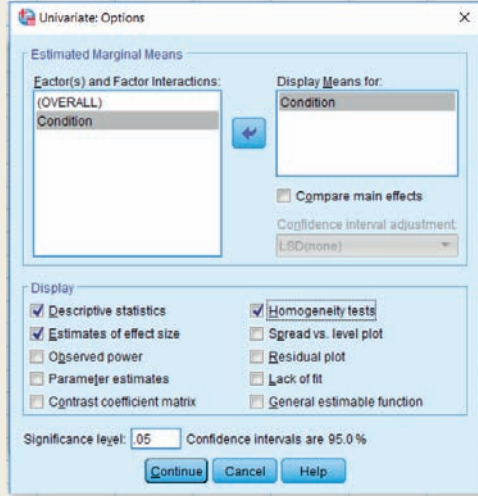 Univariate: Options
Estimated Marginal Means
Factor(s) and Factor Interactions:
(OVERALL)
Condition
Display Means for:
Condition
Compare main effects
Confidence interval adjustment:
LSD(none)
Display
Descriptive statistics
Homogeneity tests
Estimates of effect size
Spread vs. level plot
Observed power
Residual plot
Parameter estimates
Lack of fit
Contrast coefficient matrix
General estimable function
Significance level: .05 Confidence intervals are 95.0 %
Continue Cancel Help